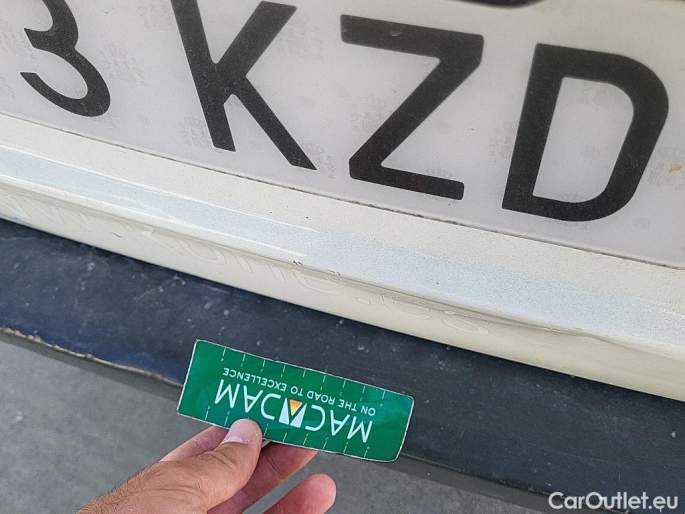 3 KZD
MACADAM
ON THE ROAD TO EXCELLENCE
CarOutlet.eu